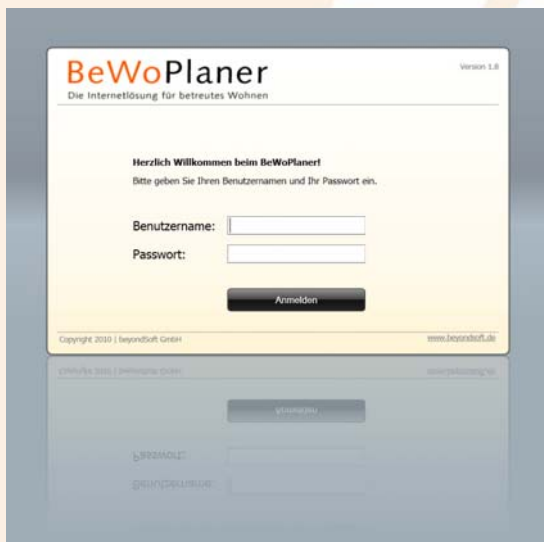 BeWoPlaner
Version 1.8
Die Internetlösung für betreutes Wohnen
Herzlich Willkommen beim BeWoPlaner!
Bitte geben Sie Ihren Benutzernamen und Ihr Passwort ein.
Benutzername:
Passwort:
Anmelden
Copyright 2010 | beyondSoft GmbH
www.beyondsoft.de